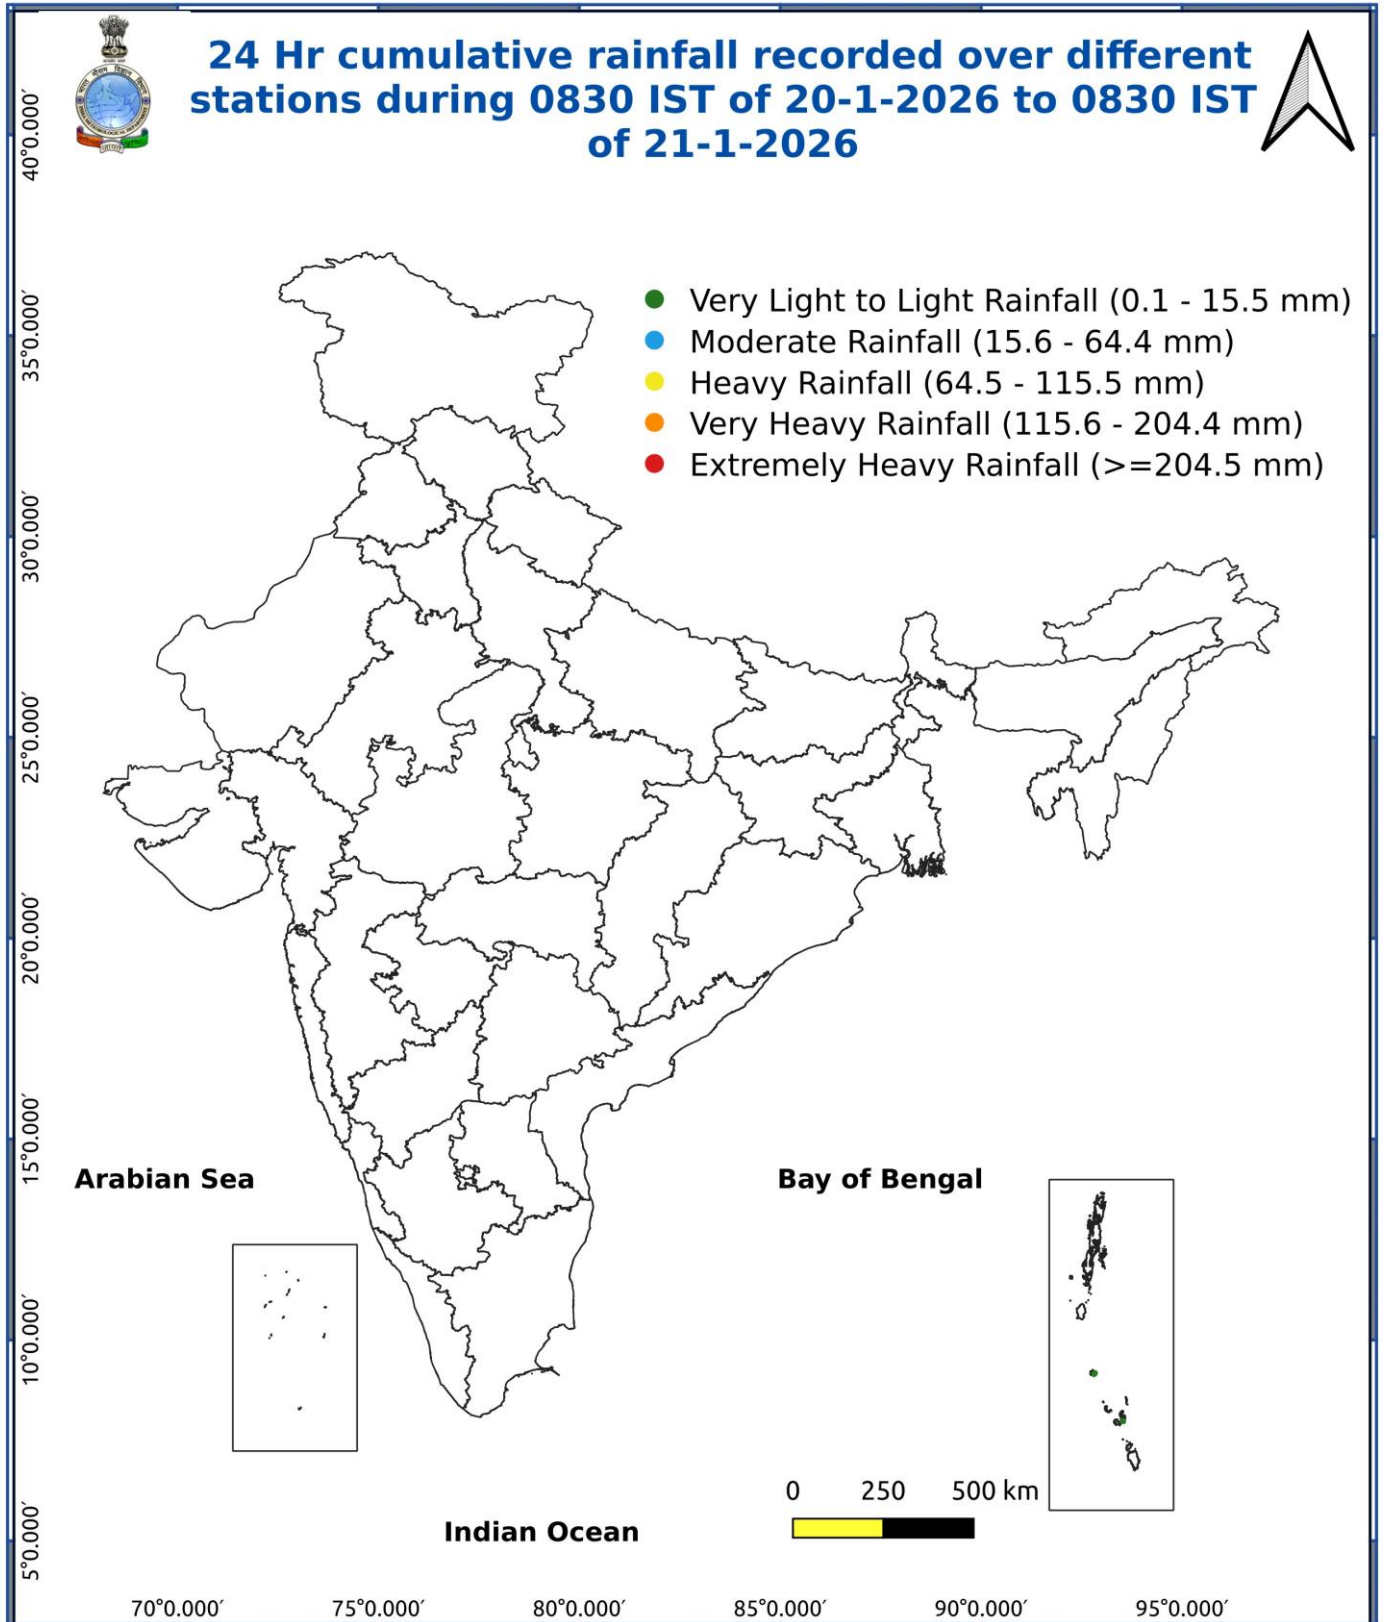 24 Hr cumulative rainfall recorded over different
stations during 0830 IST of 20-1-2026 to 0830 IST
of 21-1-2026
Very Light to Light Rainfall (0.1 - 15.5 mm)
Moderate Rainfall (15.6 - 64.4 mm)
Heavy Rainfall (64.5 - 115.5 mm)
Very Heavy Rainfall (115.6 - 204.4 mm)
Extremely Heavy Rainfall (>=204.5 mm)
40°0.000′
35°0.000′
30°0.000′
25°0.000′
20°0.000′
15°0.000′
10°0.000′
5°0.000′
Arabian Sea
Bay of Bengal
Indian Ocean
0 250 500 km
70°0.000′ 75°0.000′ 80°0.000′ 85°0.000′ 90°0.000′ 95°0.000′